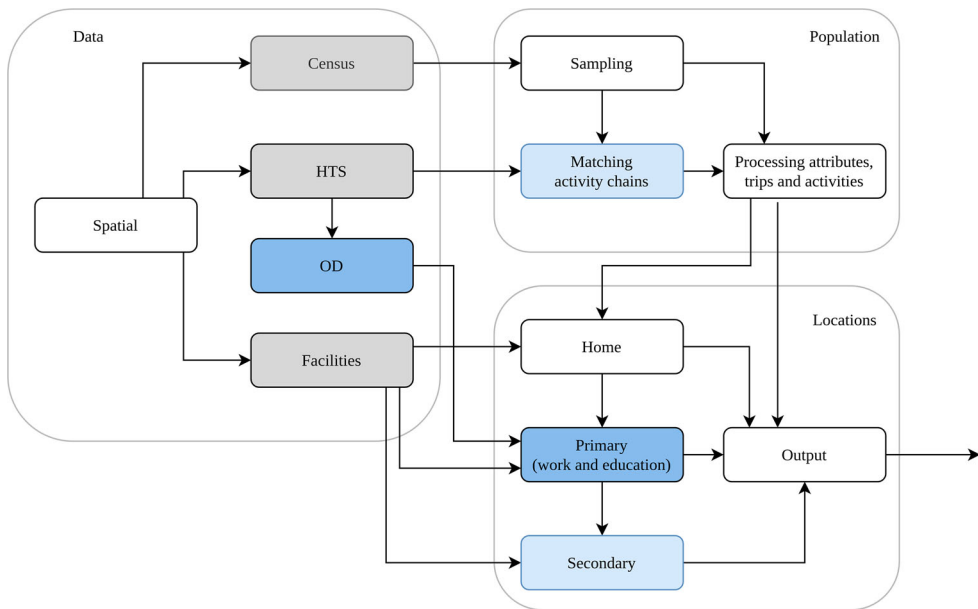 Data
Population
Census
Sampling
HTS
Matching
activity chains
Processing attributes,
trips and activities
Spatial
OD
Locations
Facilities
Home
Primary
(work and education)
Output
Secondary